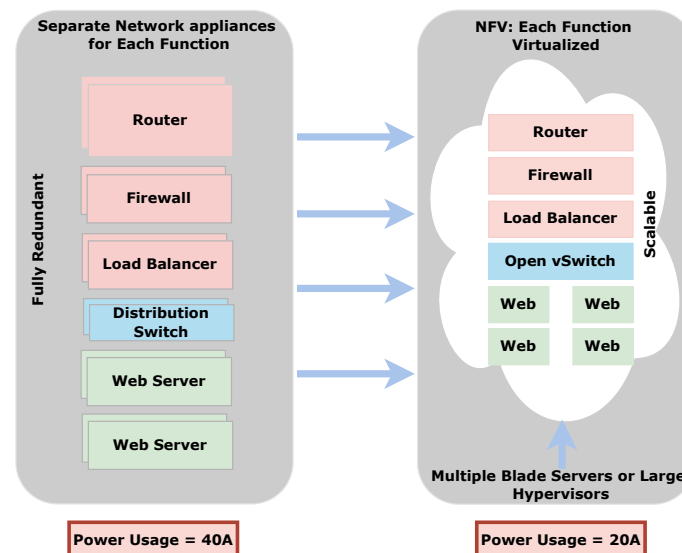 Separate Network appliances
for Each Function
Fully Redundant
Router
Firewall
Load Balancer
Distribution
Switch
Web Server
Web Server
Power Usage = 40A
NFV: Each Function
Virtualized
Router
Firewall
Load Balancer
Open vSwitch
Web Web
Web Web
Scalable
Multiple Blade Servers or Large
Hypervisors
Power Usage = 20A